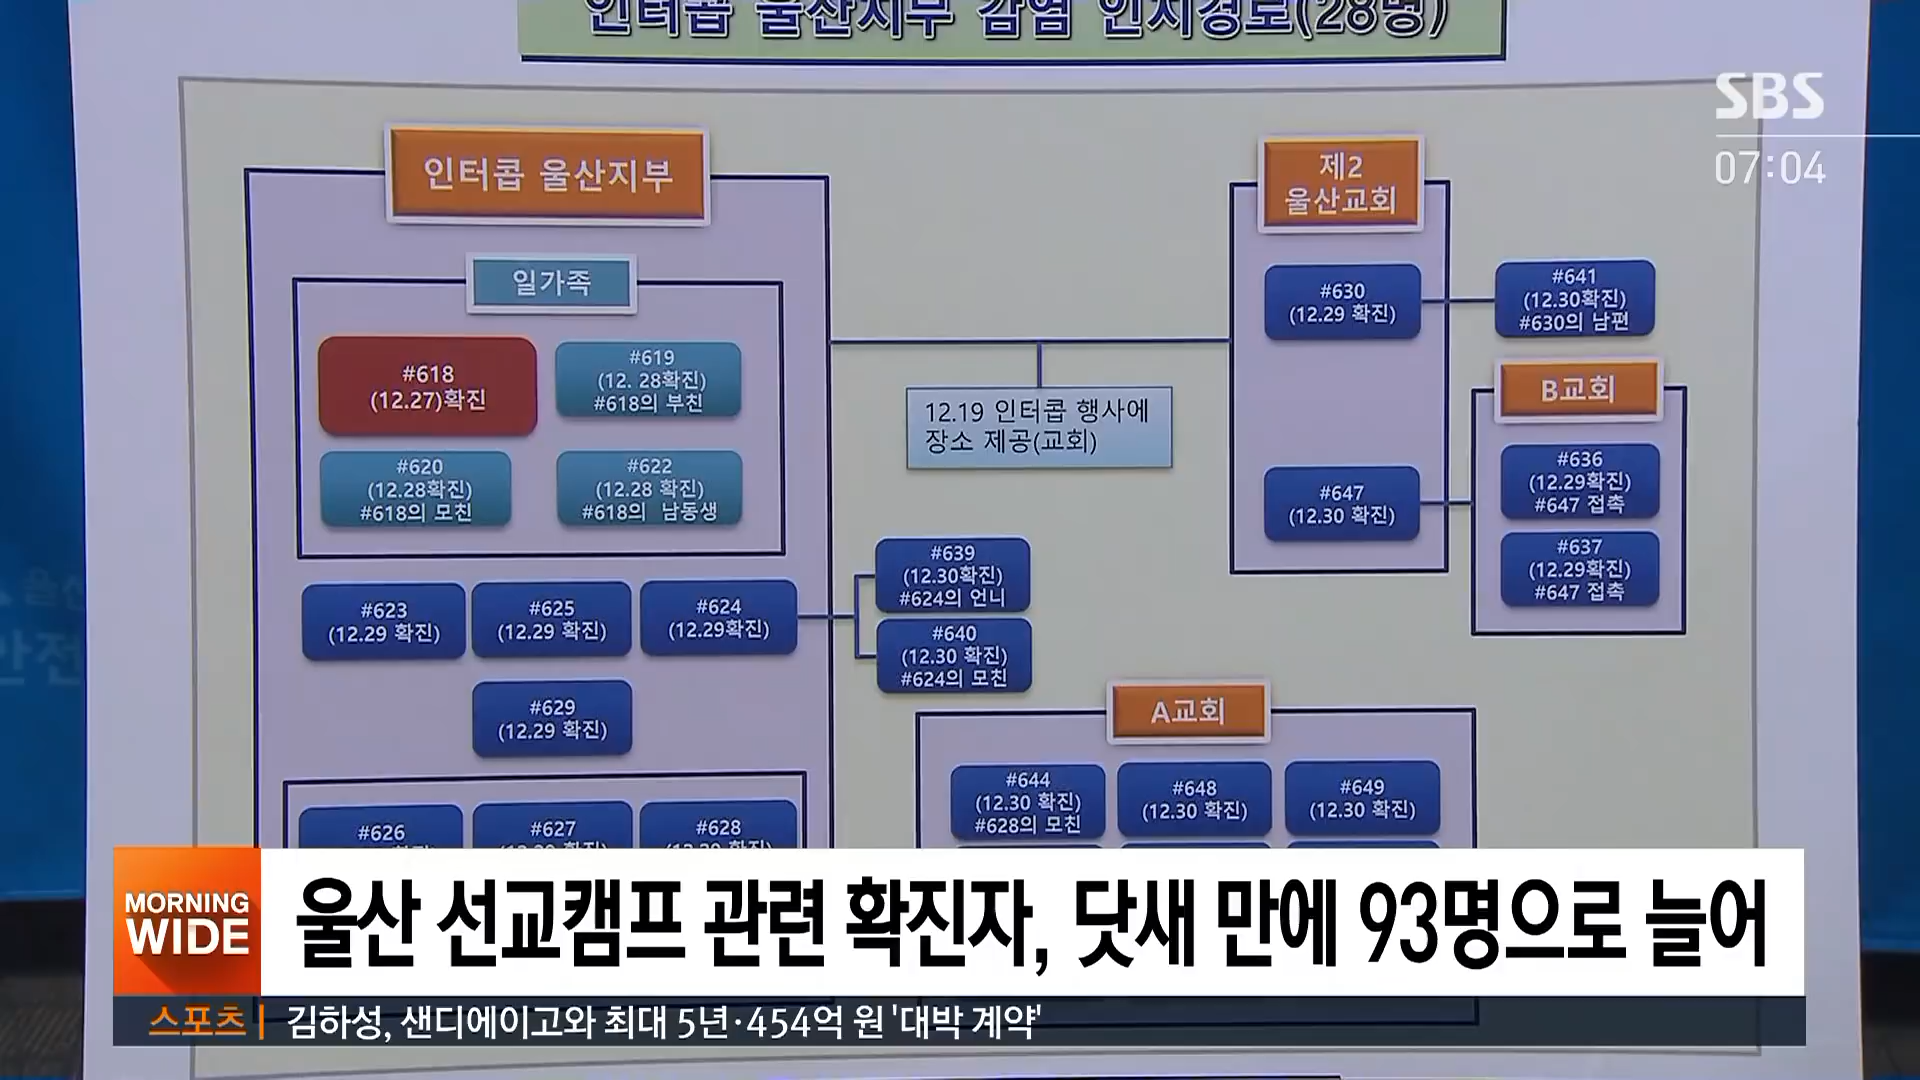 인터콥 울산지부 감염 인지경로(28명)
SBS
07:04
인터콥 울산지부
일가족
#618
(12.27)확진
#619
(12. 28확진)
#618의 부친
#620
(12.28확진)
#618의 모친
#622
(12.28 확진)
#618의 남동생
#623
(12.29 확진)
#625
(12.29 확진)
#624
(12.29확진)
#639
(12.30확진)
#624의 언니
#640
(12.30 확진)
#624의 모친
#629
(12.29 확진)
#626
#627
#628
12.19 인터콥 행사에
장소 제공(교회)
제2
울산교회
#630
(12.29 확진)
#641
(12.30확진)
#630의 남편
#647
(12.30 확진)
B교회
#636
(12.29확진)
#647 접촉
#637
(12.29확진)
#647 접촉
A교회
#644
(12.30 확진)
#628의 모친
#648
(12.30 확진)
#649
(12.30 확진)
MORNING
WIDE
울산 선교캠프 관련 확진자, 닷새 만에 93명으로 늘어
스포츠 | 김하성, 샌디에이고와 최대 5년·454억 원 '대박 계약'